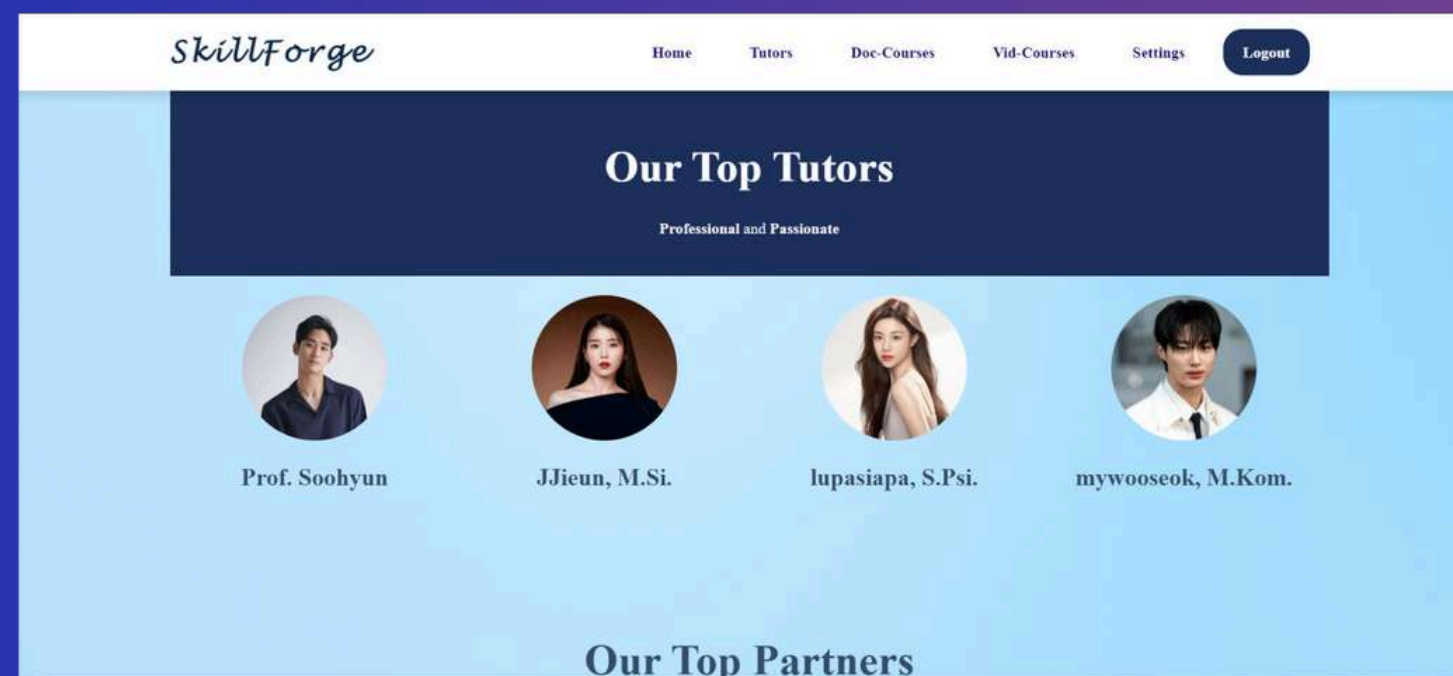 SkillForge
Home Tutors Doc-Courses Vid-Courses Settings Logout
Our Top Tutors
Professional and Passionate
Prof. Soohyun JJieun, M.Si. lupasiapa, S.Psi. mywooseok, M.Kom.
Our Top Partners